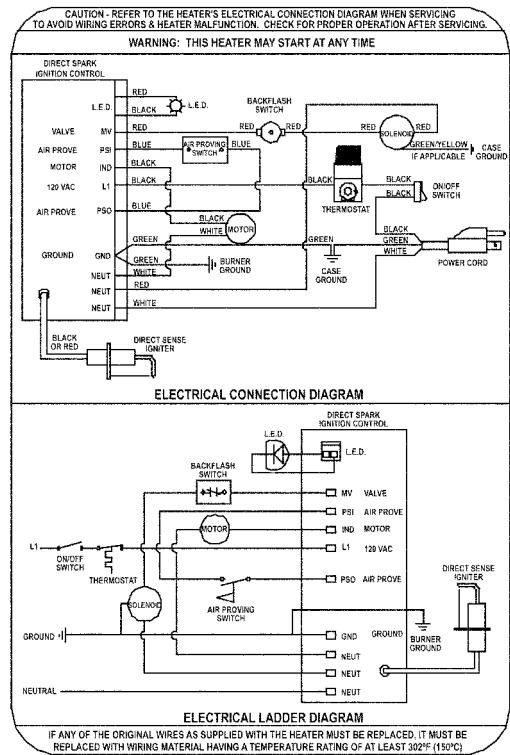 CAUTION - REFER TO THE HEATER'S ELECTRICAL CONNECTION DIAGRAM WHEN SERVICING
TO AVOID WIRING ERRORS & HEATER MALFUNCTION. CHECK FOR PROPER OPERATION AFTER SERVICING.
WARNING: THIS HEATER MAY START AT ANY TIME
DIRECT SPARK
IGNITION CONTROL
RED
L.E.D.
BLACK
L.E.D.
BACKFLASH
SWITCH
VALVE MV RED RED RED RED SOLENOID RED
AIR PROVE PSI BLUE AIR PROVING
SWITCH BLUE
GREEN/YELLOW
IF APPLICABLE
CASE
GROUND
MOTOR IND BLACK
120 VAC L1 BLACK BLACK BLACK
BLACK
ON/OFF
SWITCH
THERMOSTAT
AIR PROVE PSO BLUE
BLACK
WHITE
MOTOR
BLACK
GREEN
WHITE
POWER CORD
GREEN
GREEN
GROUND GND
GREEN
BURNER
GROUND
CASE
GROUND
NEUT WHITE
NEUT RED
NEUT WHITE
BLACK
OR RED
DIRECT SENSE
IGNITER
ELECTRICAL CONNECTION DIAGRAM
DIRECT SPARK
IGNITION CONTROL
L.E.D.
L.E.D.
BACKFLASH
SWITCH
MV VALVE
PSI AIR PROVE
MOTOR
IND MOTOR
L1
L1 120 VAC
ON/OFF
SWITCH
THERMOSTAT
PSO AIR PROVE
DIRECT SENSE
IGNITER
SOLENOID
AIR PROVING
SWITCH
GROUND
GND GROUND
BURNER
GROUND
NEUT
NEUT
NEUTRAL
NEUT
ELECTRICAL LADDER DIAGRAM
IF ANY OF THE ORIGINAL WIRES AS SUPPLIED WITH THE HEATER MUST BE REPLACED, IT MUST BE
REPLACED WITH WIRING MATERIAL HAVING A TEMPERATURE RATING OF AT LEAST 302°F (150°C)